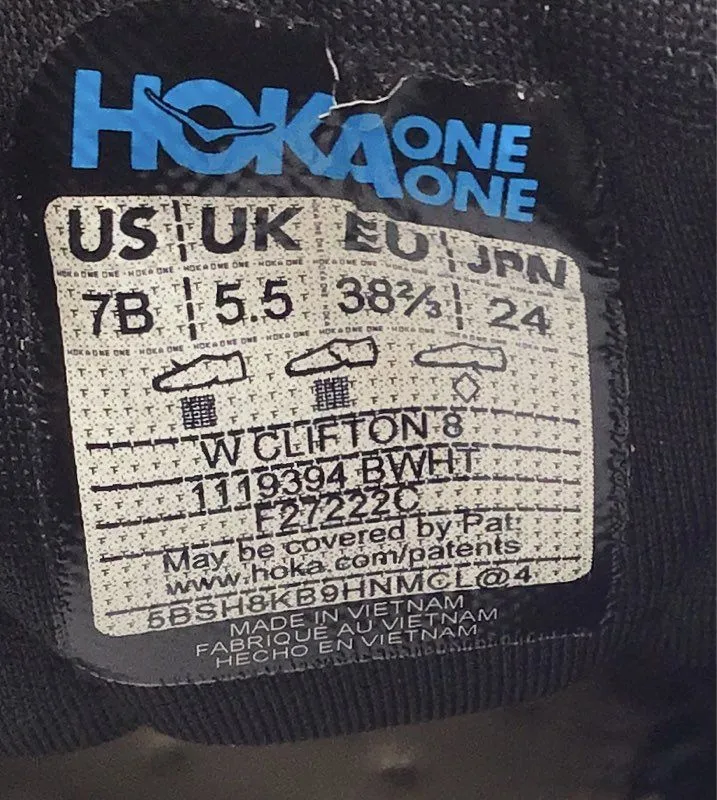 HOKA ONE ONE
US UK EU JPN
7B 5.5 38⅔ 24
W CLIFTON 8
1119394 BWHT
F27222C
May be covered by Pat:
www.hoka.com/patents
5BSH8KB9HNMCL@4
MADE IN VIETNAM
FABRIQUÉ AU VIETNAM
HECHO EN VIETNAM